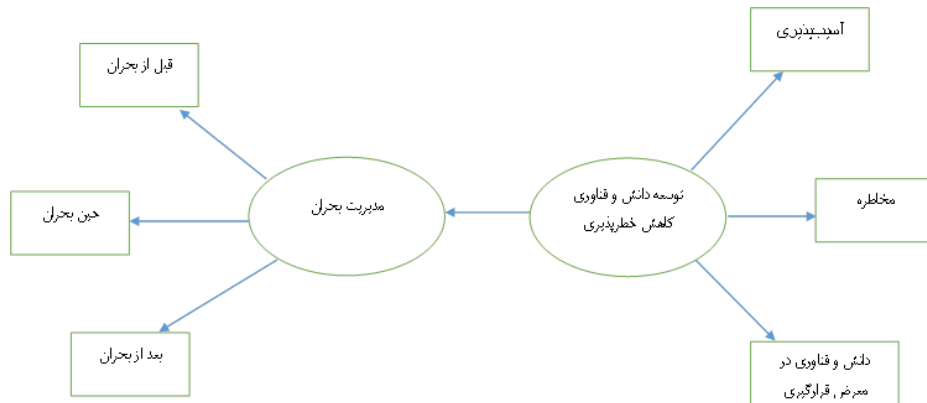 آسیب‌پذیری
قبل از بحران
توسعه دانش و فناوری
کاهش خطرپذیری
مدیریت بحران
مخاطره
حین بحران
بعد از بحران
دانش و فناوری در
معرض قرارگیری